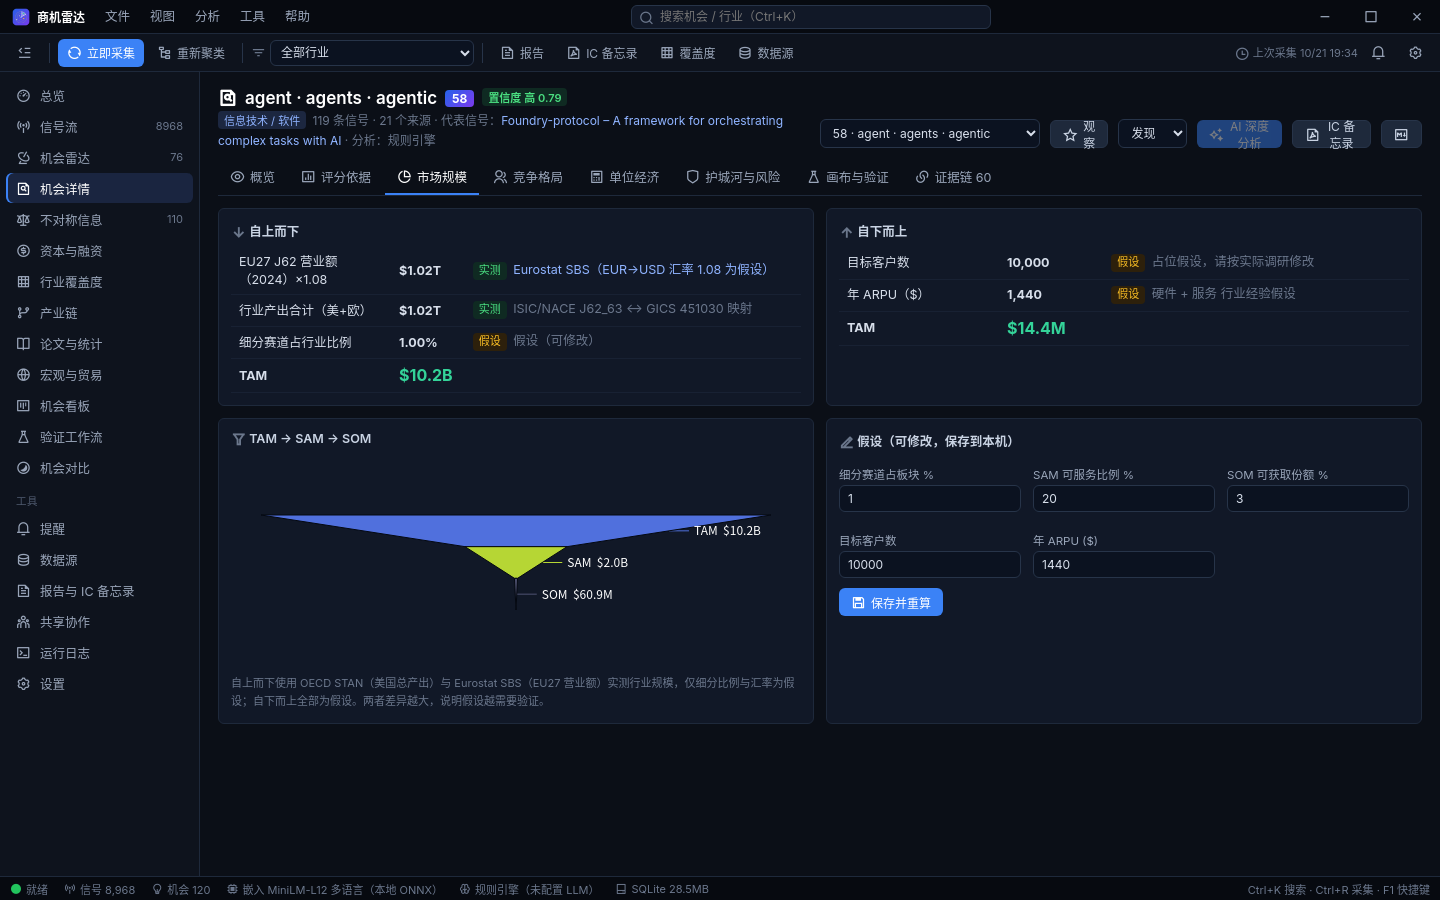 商机雷达 文件 视图 分析 工具 帮助 搜索机会 / 行业（Ctrl+K）
立即采集 重新聚类 全部行业 报告 IC 备忘录 覆盖度 数据源 上次采集 10/21 19:34
总览
信号流 8968
机会雷达 76
机会详情
不对称信息 110
资本与融资
行业覆盖度
产业链
论文与统计
宏观与贸易
机会看板
验证工作流
机会对比
工具
提醒
数据源
报告与 IC 备忘录
共享协作
运行日志
设置
agent · agents · agentic 58 置信度 高 0.79
信息技术 / 软件 119 条信号 · 21 个来源 · 代表信号：Foundry-protocol – A framework for orchestrating
complex tasks with AI · 分析：规则引擎
58 · agent · agents · agentic
观
察
发现
AI 深度
分析
IC 备
忘录
概览 评分依据 市场规模 竞争格局 单位经济 护城河与风险 画布与验证 证据链 60
自上而下
EU27 J62 营业额
（2024）×1.08 $1.02T 实测 Eurostat SBS（EUR→USD 汇率 1.08 为假设）
行业产出合计（美+欧） $1.02T 实测 ISIC/NACE J62_63 ↔ GICS 451030 映射
细分赛道占行业比例 1.00% 假设 假设（可修改）
TAM $10.2B
自下而上
目标客户数 10,000 假设 占位假设，请按实际调研修改
年 ARPU（$） 1,440 假设 硬件 + 服务 行业经验假设
TAM $14.4M
TAM → SAM → SOM
TAM $10.2B
SAM $2.0B
SOM $60.9M
自上而下使用 OECD STAN（美国总产出）与 Eurostat SBS（EU27 营业额）实测行业规模，仅细分比例与汇率为假
设；自下而上全部为假设。两者差异越大，说明假设越需要验证。
假设（可修改，保存到本机）
细分赛道占板块 % SAM 可服务比例 % SOM 可获取份额 %
1 20 3
目标客户数 年 ARPU ($)
10000 1440
保存并重算
就绪 信号 8,968 机会 120 嵌入 MiniLM-L12 多语言（本地 ONNX） 规则引擎（未配置 LLM） SQLite 28.5MB Ctrl+K 搜索 · Ctrl+R 采集 · F1 快捷键